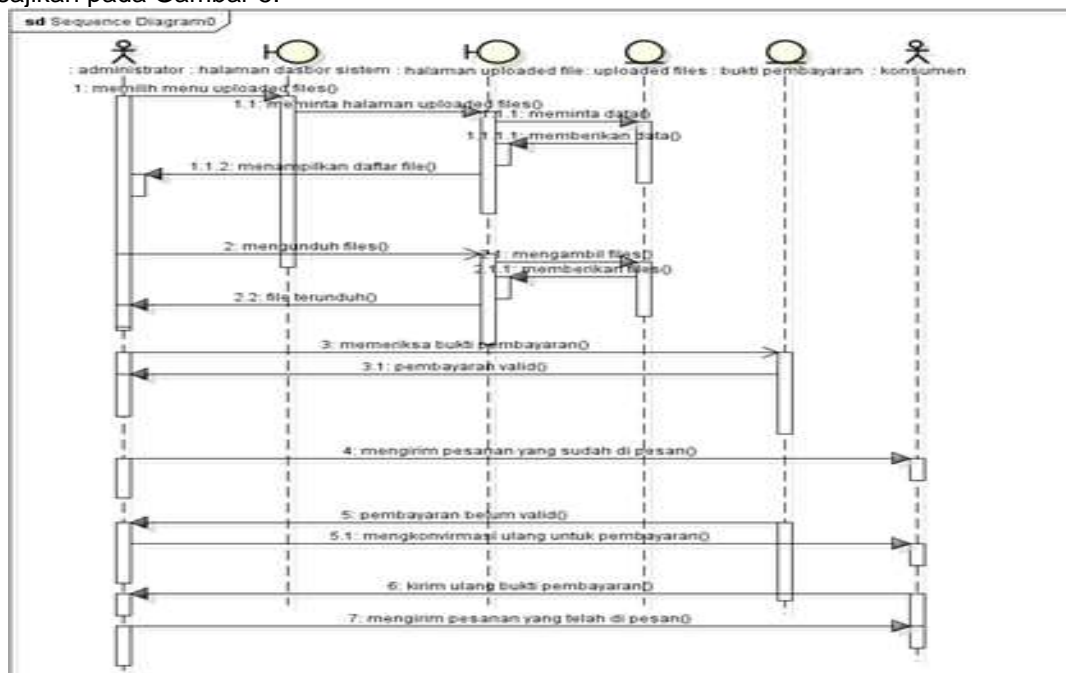 sajikan pada Gambar
sd Sequence Diagram0
: administrator : halaman dasbor sistem : halaman uploaded file : uploaded files : bukti pembayaran : konsumen
1: memilih menu uploaded files()
1.1: meminta halaman uploaded files()
1.1: meminta data()
1.1.1.1: memberikan data()
1.1.2: menampilkan daftar file()
2: mengunduh files()
2.1: mengambil files()
2.1.1: memberikan files()
2.2: file terunduh()
3: memeriksa bukti pembayaran()
3.1: pembayaran valid()
4: mengirim pesanan yang sudah di pesan()
5: pembayaran belum valid()
5.1: mengkonvirmasi ulang untuk pembayaran()
6: kirim ulang bukti pembayaran()
7: mengirim pesanan yang telah di pesan()